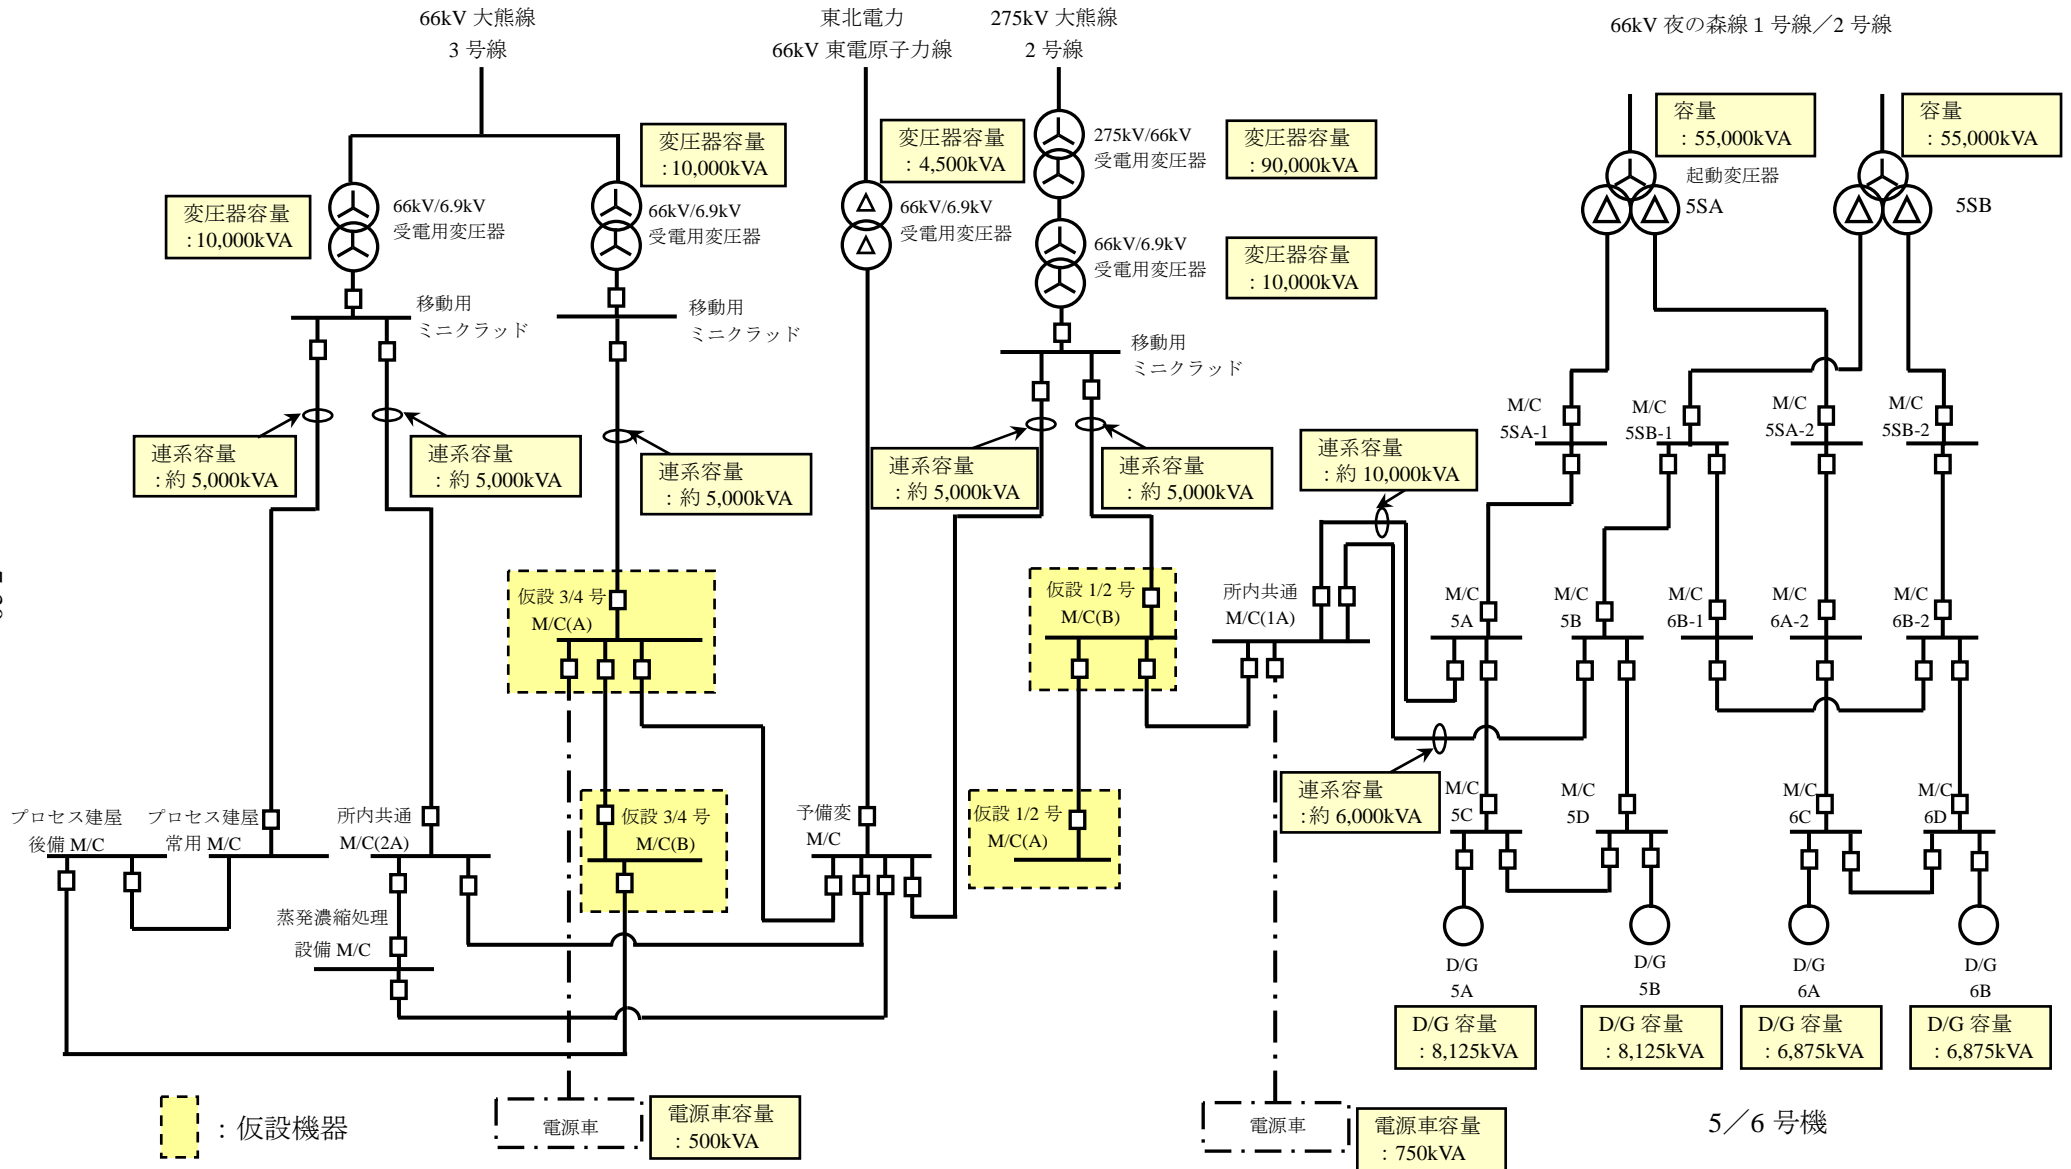 66kV 大熊線
3 号線
東北電力
66kV 東電原子力線
275kV 大熊線
2 号線
66kV 夜の森線 1 号線／2 号線
変圧器容量
：10,000kVA
66kV/6.9kV
受電用変圧器
変圧器容量
：10,000kVA
66kV/6.9kV
受電用変圧器
変圧器容量
：4,500kVA
66kV/6.9kV
受電用変圧器
275kV/66kV
受電用変圧器
変圧器容量
：90,000kVA
66kV/6.9kV
受電用変圧器
変圧器容量
：10,000kVA
容量
：55,000kVA
起動変圧器
5SA
容量
：55,000kVA
5SB
移動用
ミニクラッド
移動用
ミニクラッド
移動用
ミニクラッド
連系容量
：約 5,000kVA
連系容量
：約 5,000kVA
連系容量
：約 5,000kVA
連系容量
：約 5,000kVA
連系容量
：約 5,000kVA
連系容量
：約 10,000kVA
M/C
5SA-1
M/C
5SB-1
M/C
5SA-2
M/C
5SB-2
仮設 3/4 号
M/C(A)
仮設 1/2 号
M/C(B)
所内共通
M/C(1A)
M/C
5A
M/C
5B
M/C
6B-1
M/C
6A-2
M/C
6B-2
連系容量
：約 6,000kVA
プロセス建屋
後備 M/C
プロセス建屋
常用 M/C
所内共通
M/C(2A)
仮設 3/4 号
M/C(B)
予備変
M/C
仮設 1/2 号
M/C(A)
M/C
5C
M/C
5D
M/C
6C
M/C
6D
蒸発濃縮処理
設備 M/C
D/G
5A
D/G
5B
D/G
6A
D/G
6B
D/G 容量
：8,125kVA
D/G 容量
：8,125kVA
D/G 容量
：6,875kVA
D/G 容量
：6,875kVA
：仮設機器
電源車
電源車容量
：500kVA
電源車
電源車容量
：750kVA
5／6 号機